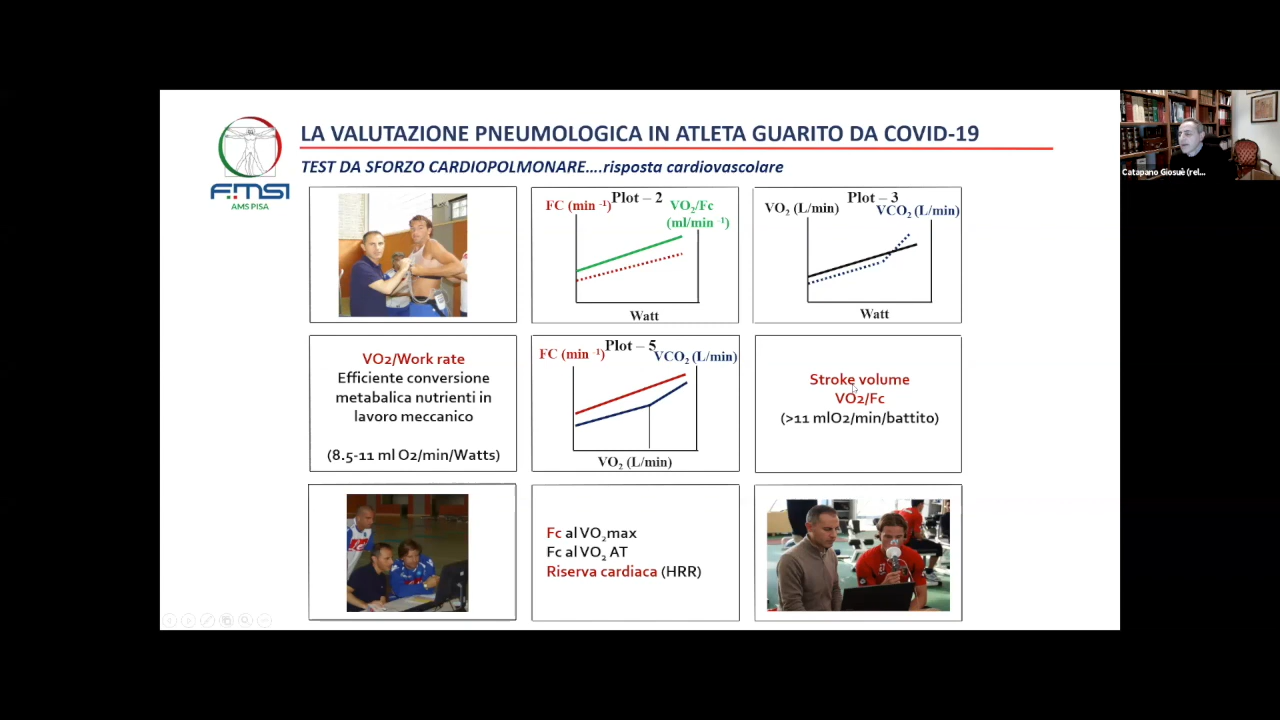 LA VALUTAZIONE PNEUMOLOGICA IN ATLETA GUARITO DA COVID-19
TEST DA SFORZO CARDIOPOLMONARE....risposta cardiovascolare
FMSI
AMS PISA
Catapano Giosuè (rel...
Plot – 2
FC (min ⁻¹)
VO₂/Fc
(ml/min ⁻¹)
Watt
Plot – 3
VO₂ (L/min)
VCO₂ (L/min)
Watt
VO2/Work rate
Efficiente conversione
metabalica nutrienti in
lavoro meccanico
(8.5-11 ml O2/min/Watts)
Plot – 5
FC (min ⁻¹)
VCO₂ (L/min)
VO₂ (L/min)
Stroke volume
VO2/Fc
(>11 mlO2/min/battito)
Fc al VO₂max
Fc al VO₂ AT
Riserva cardiaca (HRR)